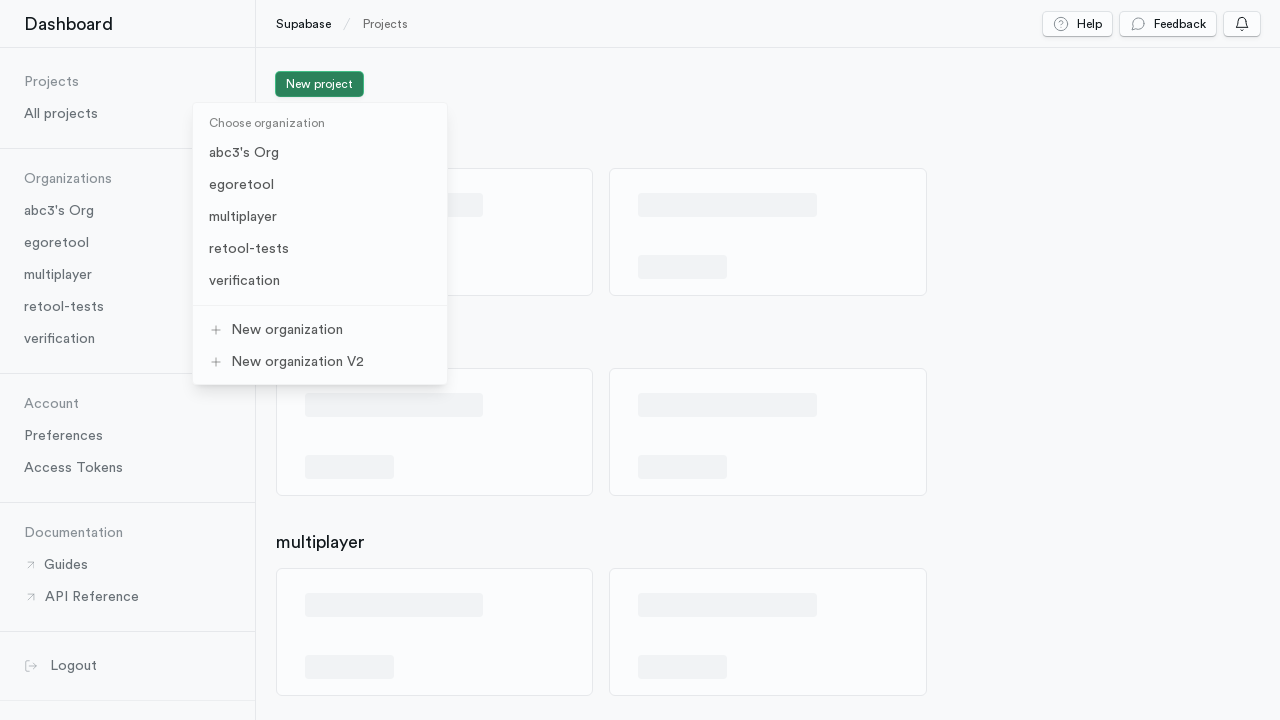 Dashboard
Supabase
Projects
Help
Feedback
Projects
All projects
Organizations
abc3's Org
egoretool
multiplayer
retool-tests
verification
Account
Preferences
Access Tokens
Documentation
Guides
API Reference
Logout
New project
Choose organization
abc3's Org
egoretool
multiplayer
retool-tests
verification
New organization
New organization V2
multiplayer